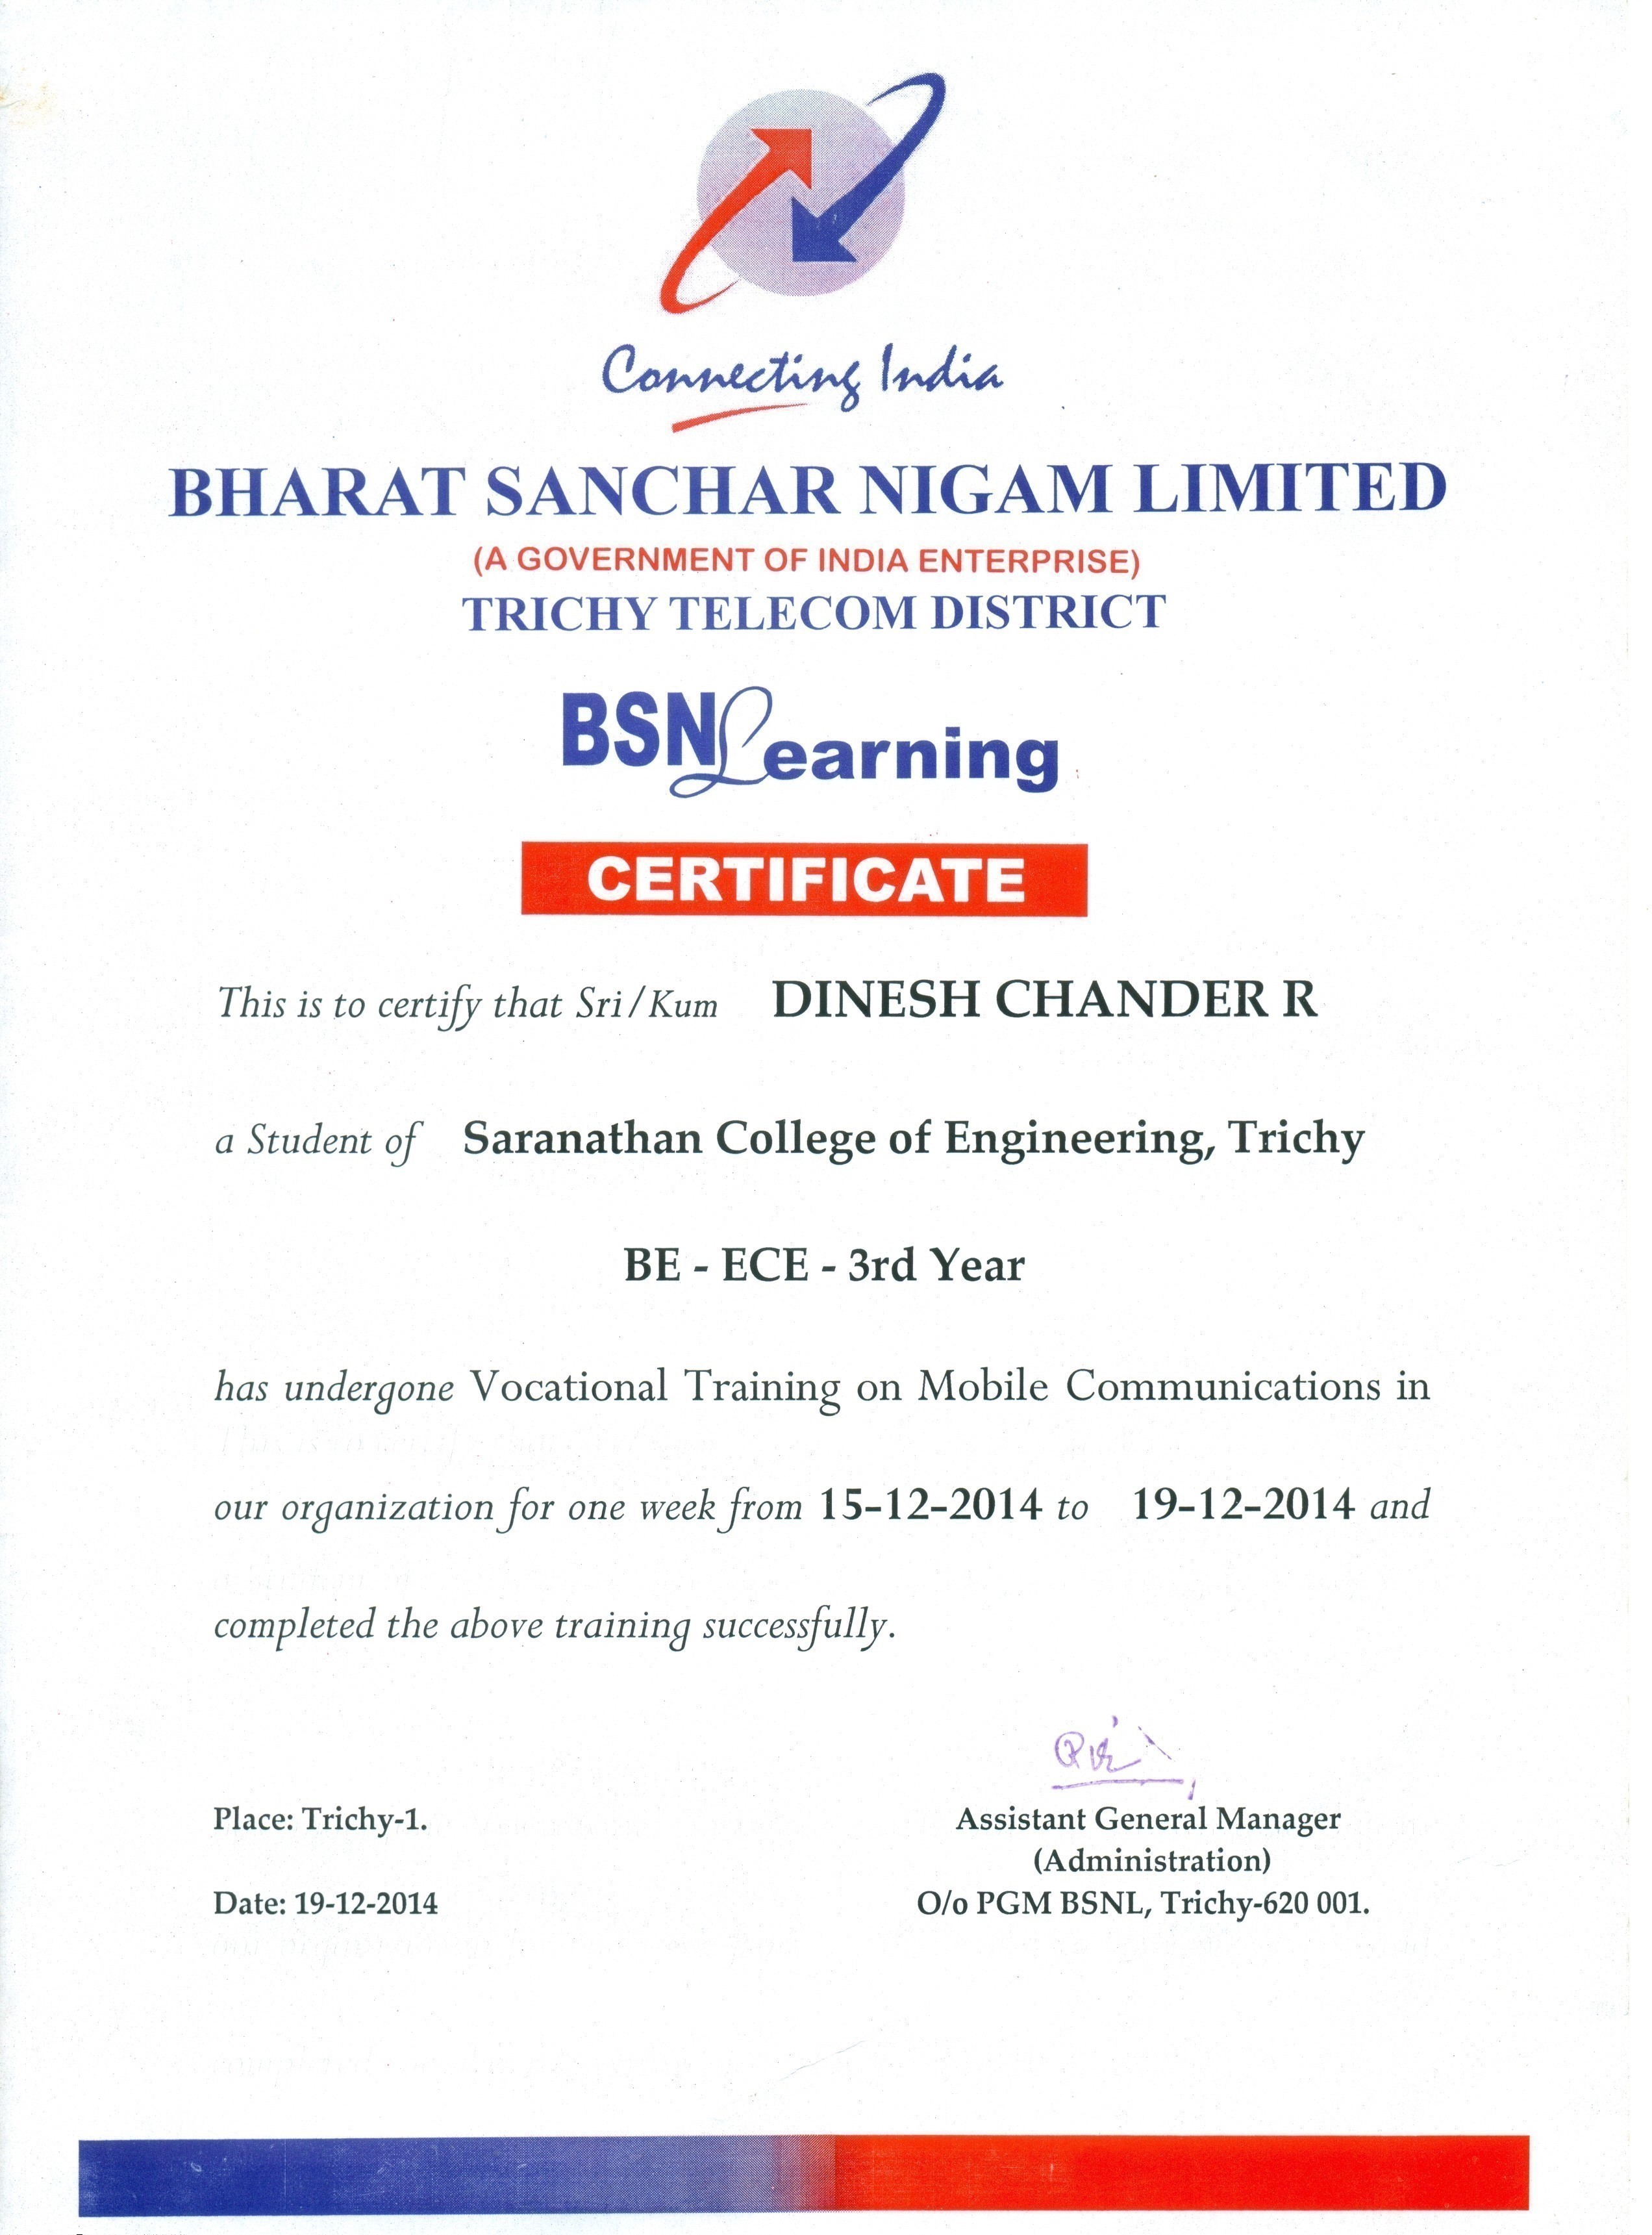 Connecting India
BHARAT SANCHAR NIGAM LIMITED
(A GOVERNMENT OF INDIA ENTERPRISE)
TRICHY TELECOM DISTRICT
BSNLearning
CERTIFICATE
This is to certify that Sri/Kum DINESH CHANDER R
a Student of Saranathan College of Engineering, Trichy
BE - ECE - 3rd Year
has undergone Vocational Training on Mobile Communications in
our organization for one week from 15-12-2014 to 19-12-2014 and
completed the above training successfully.
Place: Trichy-1.
Date: 19-12-2014
Assistant General Manager
(Administration)
O/o PGM BSNL, Trichy-620 001.